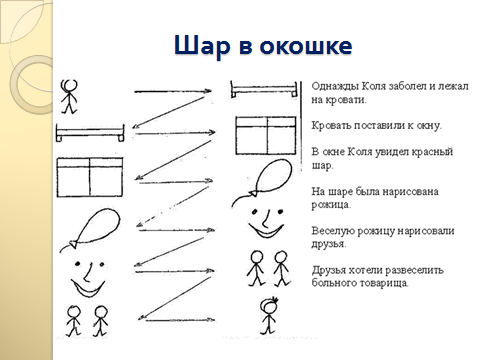 Шар в окошке
Однажды Коля заболел и лежал
на кровати.
Кровать поставили к окну.
В окне Коля увидел красный
шар.
На шаре была нарисована
рожица.
Веселую рожицу нарисовали
друзья.
Друзья хотели развеселить
больного товарища.